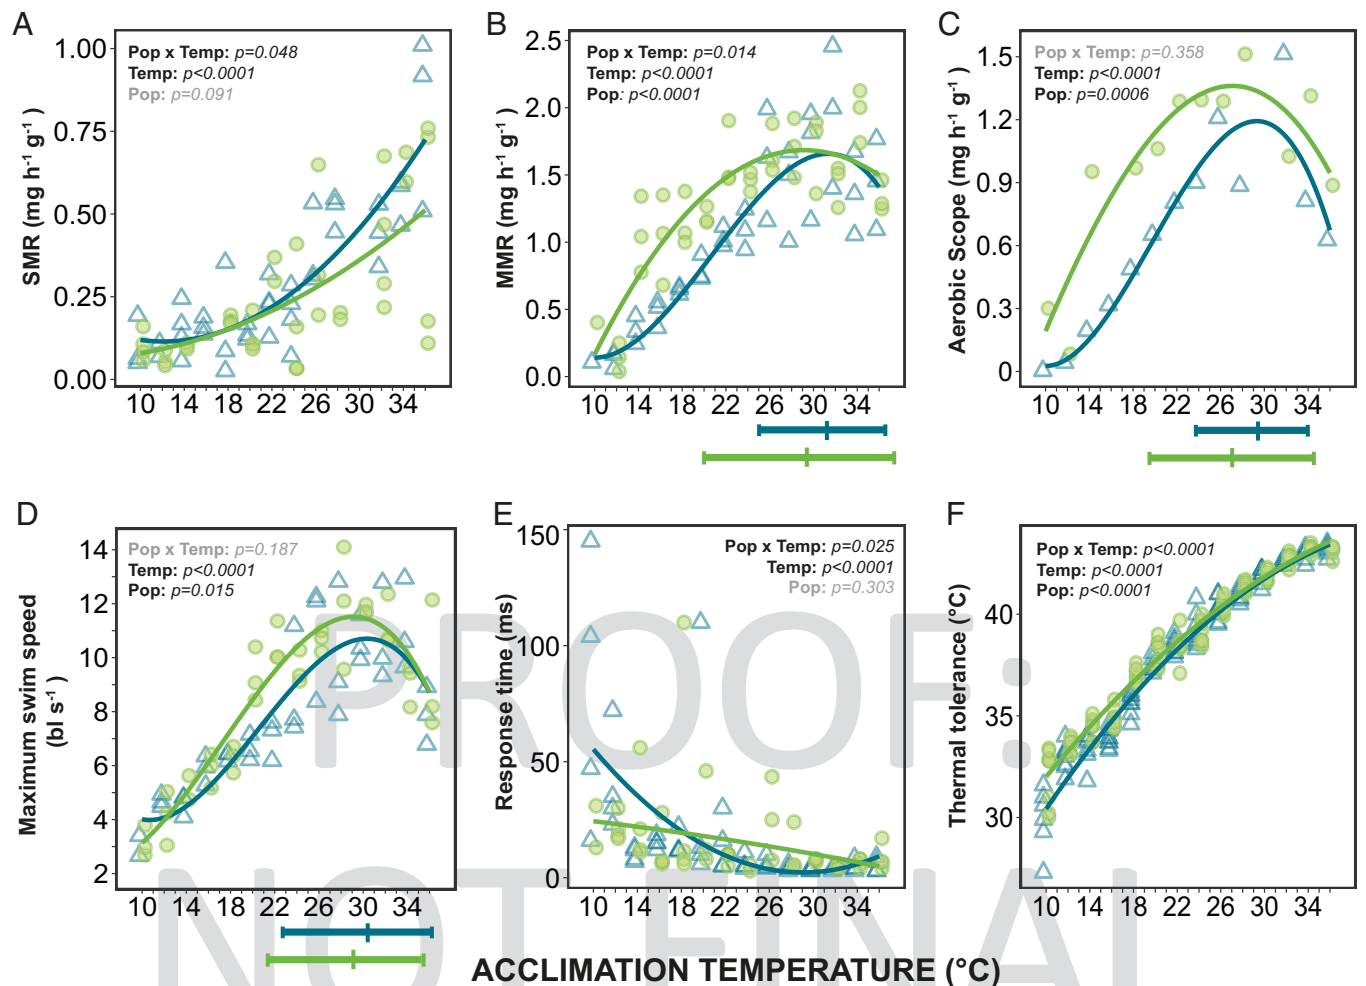 A
Pop x Temp: p=0.048
Temp: p<0.0001
Pop: p=0.091
SMR (mg h⁻¹ g⁻¹ )
1.00
0.75
0.50
0.25
0.00
10 14 18 22 26 30 34
B
Pop x Temp: p=0.014
Temp: p<0.0001
Pop: p<0.0001
MMR (mg h⁻¹ g⁻¹ )
2.5
2.0
1.5
1.0
0.5
0.0
10 14 18 22 26 30 34
C
Pop x Temp: p=0.358
Temp: p<0.0001
Pop: p=0.0006
Aerobic Scope (mg h⁻¹ g⁻¹ )
1.5
1.2
0.9
0.6
0.3
0
10 14 18 22 26 30 34
D
Pop x Temp: p=0.187
Temp: p<0.0001
Pop: p=0.015
Maximum swim speed
(bl s⁻¹ )
14
12
10
8
6
4
2
10 14 18 22 26 30 34
E
Pop x Temp: p=0.025
Temp: p<0.0001
Pop: p=0.303
Response time (ms)
150
100
50
0
10 14 18 22 26 30 34
F
Pop x Temp: p<0.0001
Temp: p<0.0001
Pop: p<0.0001
Thermal tolerance (°C)
40
35
30
10 14 18 22 26 30 34
ACCLIMATION TEMPERATURE (°C)
PROOF:
NOT FINAL